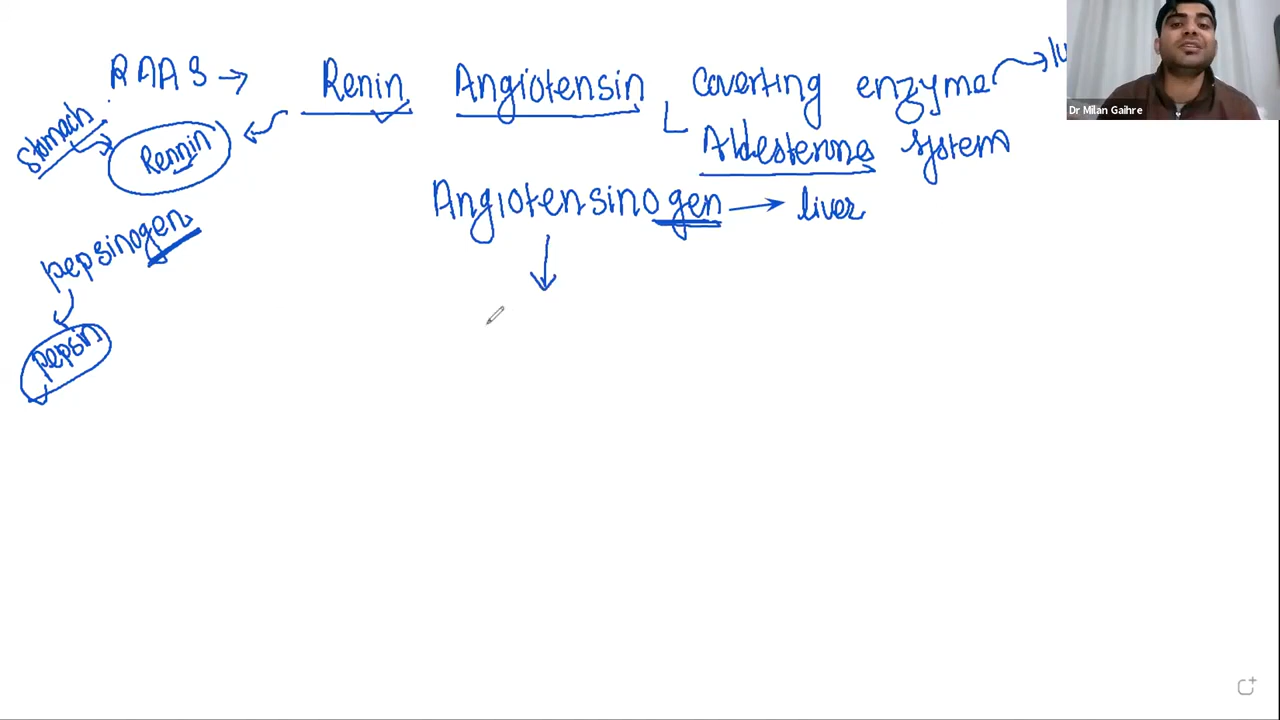 RAAS → Renin Angiotensin Coverting enzyme
Aldesterone system
Stomach
Rennin
Angiotensinogen → liver
pepsinogen
pepsin
Dr Milan Gaihre